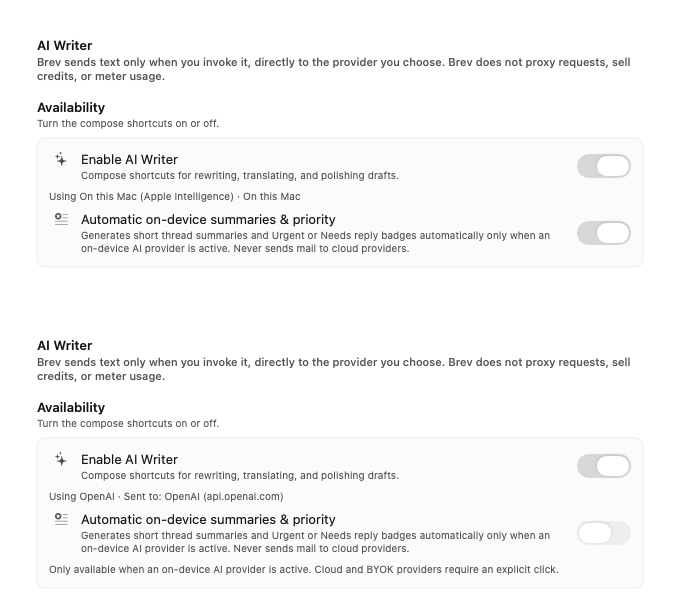 AI Writer
Brev sends text only when you invoke it, directly to the provider you choose. Brev does not proxy requests, sell
credits, or meter usage.
Availability
Turn the compose shortcuts on or off.
Enable AI Writer
Compose shortcuts for rewriting, translating, and polishing drafts.
Using On this Mac (Apple Intelligence) · On this Mac
Automatic on-device summaries & priority
Generates short thread summaries and Urgent or Needs reply badges automatically only when an
on-device AI provider is active. Never sends mail to cloud providers.
AI Writer
Brev sends text only when you invoke it, directly to the provider you choose. Brev does not proxy requests, sell
credits, or meter usage.
Availability
Turn the compose shortcuts on or off.
Enable AI Writer
Compose shortcuts for rewriting, translating, and polishing drafts.
Using OpenAI · Sent to: OpenAI (api.openai.com)
Automatic on-device summaries & priority
Generates short thread summaries and Urgent or Needs reply badges automatically only when an
on-device AI provider is active. Never sends mail to cloud providers.
Only available when an on-device AI provider is active. Cloud and BYOK providers require an explicit click.